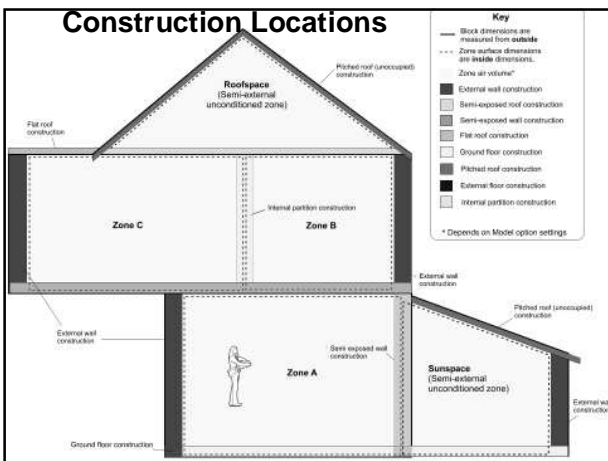 Construction Locations
Key
Block dimensions are
measured from outside
Zone surface dimensions
are inside dimensions.
Zone air volume*
External wall construction
Semi-exposed roof construction
Semi-exposed wall construction
Flat roof construction
Ground floor construction
Pitched roof construction
External floor construction
Internal partition construction
* Depends on Model option settings
Roofspace
(Semi-external
unconditioned zone)
Pitched roof (unoccupied)
construction
Flat roof
construction
Internal partition construction
Zone C
Zone B
External wall
construction
External wall
construction
Pitched roof (unoccupied)
construction
Semi exposed wall
construction
Zone A
Sunspace
(Semi-external
unconditioned zone)
External wa
construction
Ground floor construction